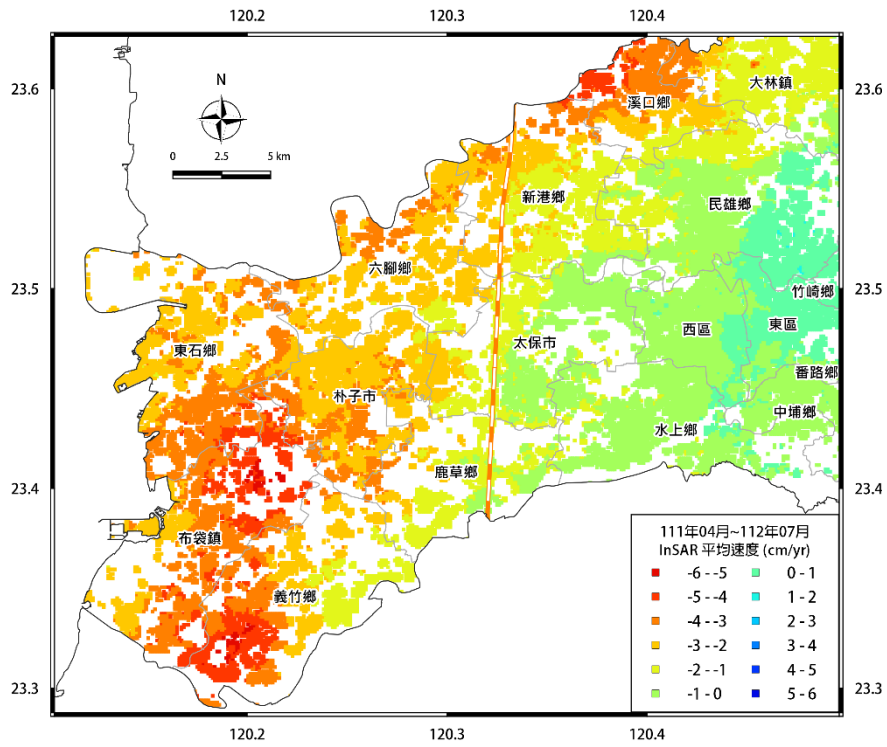 120.2 120.3 120.4
23.6
23.6
N
大林鎮
溪口鄉
0 2.5 5 km
新港鄉
民雄鄉
六腳鄉
23.5
23.5
竹崎鄉
東石鄉
太保市
西區
東區
番路鄉
朴子市
中埔鄉
水上鄉
鹿草鄉
23.4
23.4
布袋鎮
義竹鄉
111年04月~112年07月
InSAR 平均速度 (cm/yr)
-6 - -5 0 - 1
-5 - -4 1 - 2
-4 - -3 2 - 3
-3 - -2 3 - 4
-2 - -1 4 - 5
-1 - 0 5 - 6
23.3
23.3
120.2 120.3 120.4